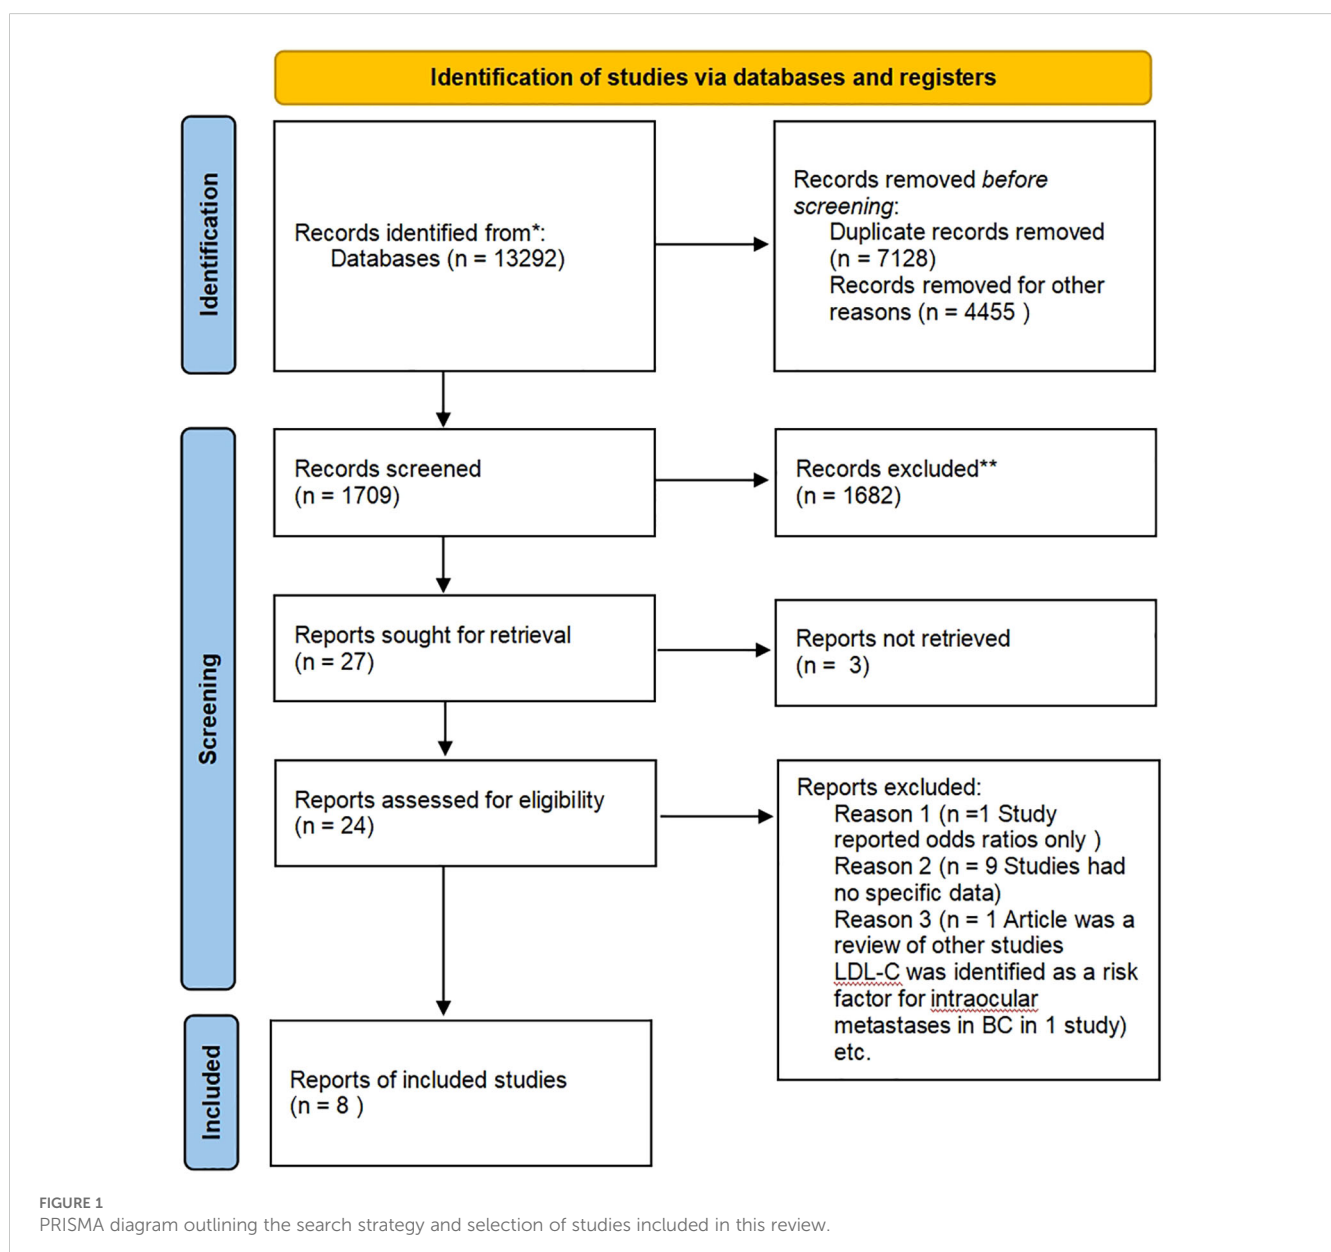 Identification of studies via databases and registers
Identification
Records identified from*:
Databases (n = 13292)
Records removed before
screening:
Duplicate records removed
(n = 7128)
Records removed for other
reasons (n = 4455 )
Screening
Records screened
(n = 1709)
Records excluded**
(n = 1682)
Reports sought for retrieval
(n = 27)
Reports not retrieved
(n =  3)
Reports assessed for eligibility
(n = 24)
Reports excluded:
Reason 1 (n =1 Study
reported odds ratios only )
Reason 2 (n = 9 Studies had
no specific data)
Reason 3 (n = 1 Article was a
review of other studies
LDL-C was identified as a risk
factor for intraocular
metastases in BC in 1 study)
etc.
Included
Reports of included studies
(n = 8 )
FIGURE 1
PRISMA diagram outlining the search strategy and selection of studies included in this review.